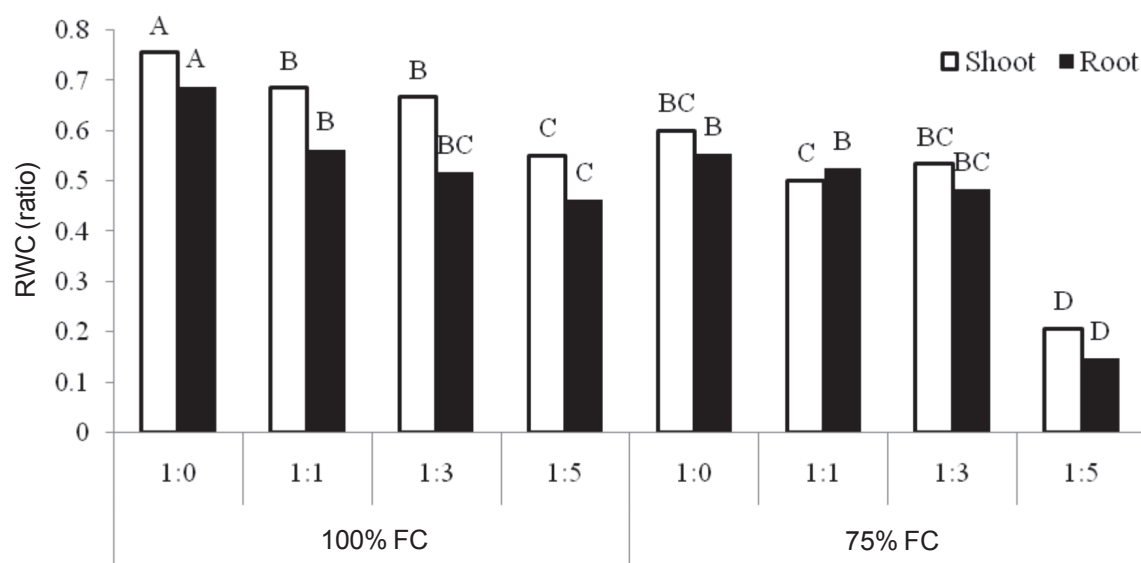 RWC (ratio)
0.8
0.7
0.6
0.5
0.4
0.3
0.2
0.1
0
A
A
B
B
B
BC
C
C
BC
B
C
B
BC
BC
D
D
Shoot Root
1:0 1:1 1:3 1:5 1:0 1:1 1:3 1:5
100% FC 75% FC